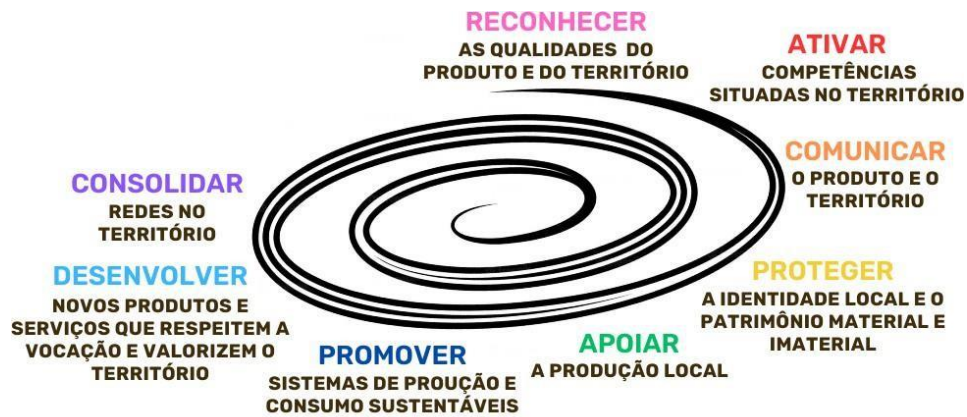 RECONHECER
AS QUALIDADES DO
PRODUTO E DO TERRITÓRIO
ATIVAR
COMPETÊNCIAS
SITUADAS NO TERRITÓRIO
COMUNICAR
O PRODUTO E O
TERRITÓRIO
PROTEGER
A IDENTIDADE LOCAL E O
PATRIMÔNIO MATERIAL E
IMATERIAL
APOIAR
A PRODUÇÃO LOCAL
PROMOVER
SISTEMAS DE PROUÇÃO E
CONSUMO SUSTENTÁVEIS
DESENVOLVER
NOVOS PRODUTOS E
SERVIÇOS QUE RESPEITEM A
VOCAÇÃO E VALORIZEM O
TERRITÓRIO
CONSOLIDAR
REDES NO
TERRITÓRIO